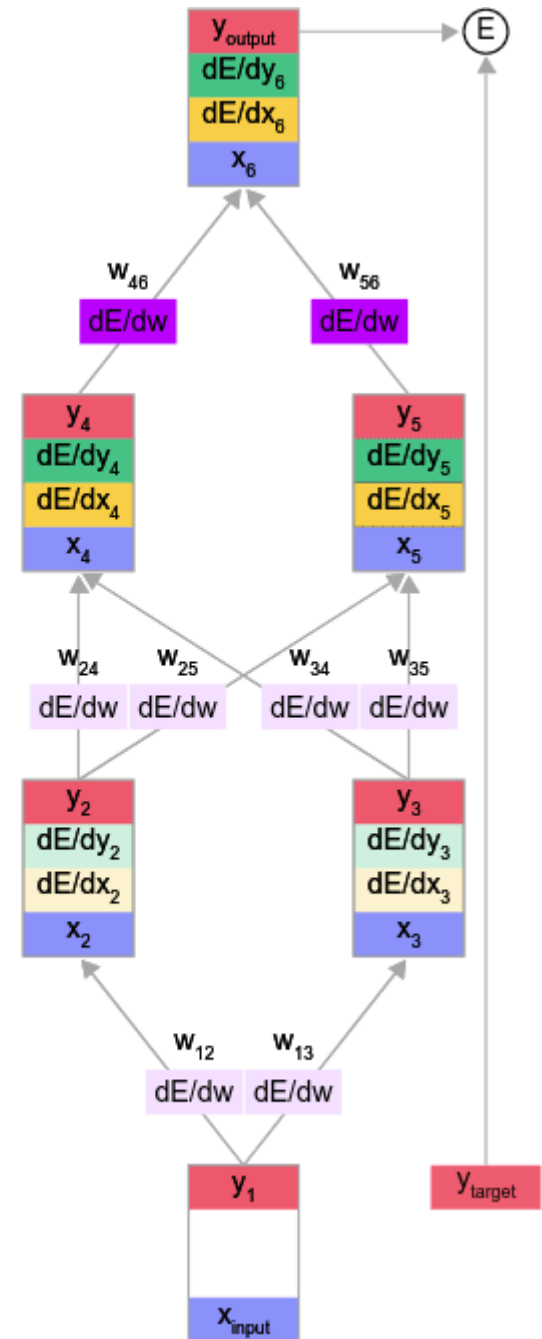 y_output
E
dE/dy_6
dE/dx_6
x_6
w_46
w_56
dE/dw
dE/dw
y_4
y_5
dE/dy_4
dE/dy_5
dE/dx_4
dE/dx_5
x_4
x_5
w_24
w_25
w_34
w_35
dE/dw
dE/dw
dE/dw
dE/dw
y_2
y_3
dE/dy_2
dE/dy_3
dE/dx_2
dE/dx_3
x_2
x_3
w_12
w_13
dE/dw
dE/dw
y_1
y_target
x_input